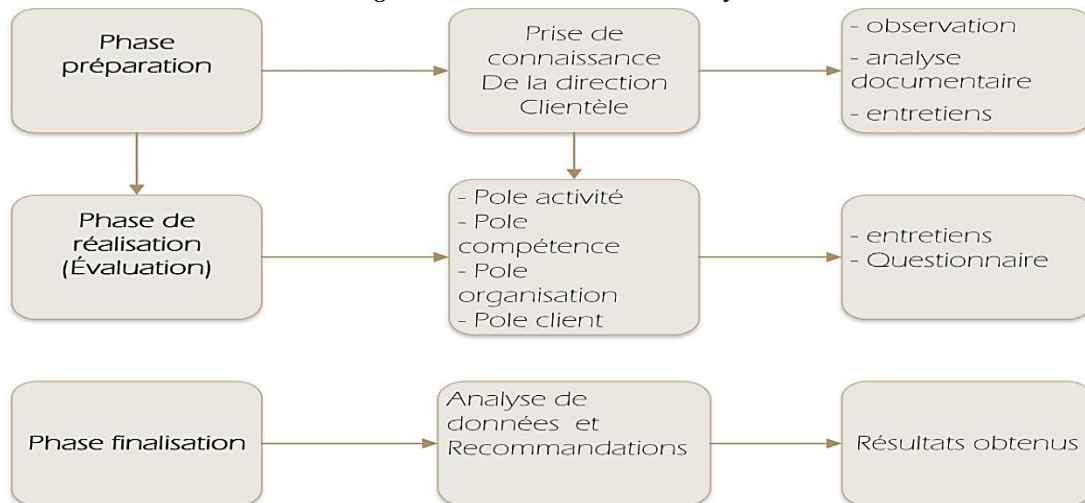 Phase
préparation
Prise de
connaissance
De la direction
Clientèle
- observation
- analyse
documentaire
- entretiens
Phase de
réalisation
(Évaluation)
- Pole activité
- Pole
compétence
- Pole
organisation
- Pole client
- entretiens
- Questionnaire
Phase finalisation
Analyse de
données et
Recommandations
Résultats obtenus